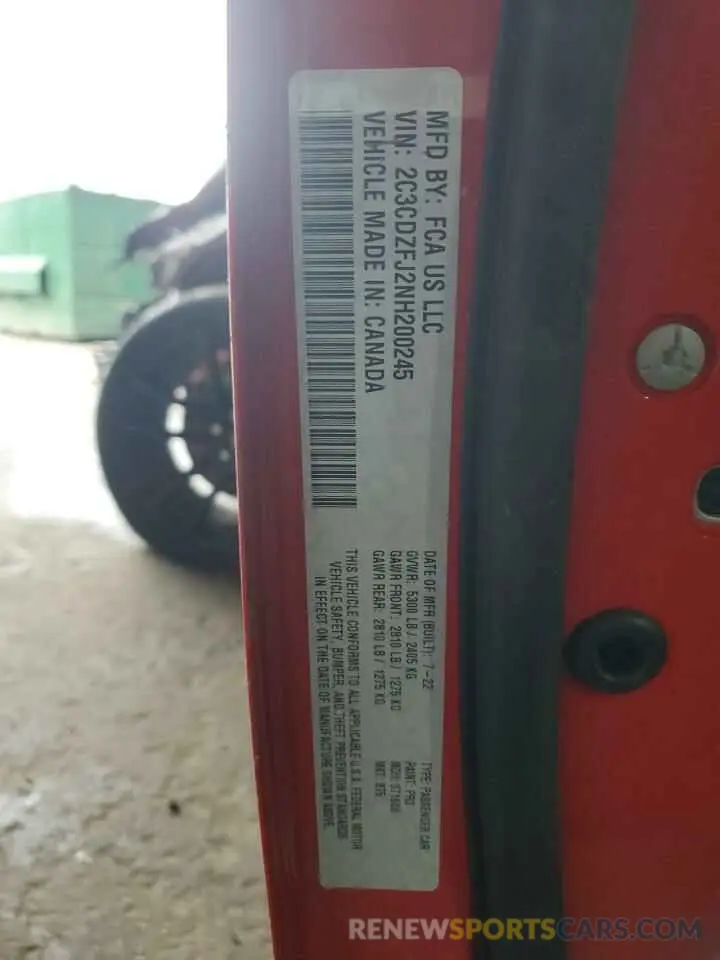 MFD BY: FCA US LLC
VIN: 2C3CDZFJ2NH200245
VEHICLE MADE IN: CANADA
DATE OF MFR (BUILT): 7-22
GVWR: 5300 LB / 2405 KG
GAWR FRONT: 2810 LB / 1275 KG
GAWR REAR: 2810 LB / 1275 KG
TYPE: PASSENGER CAR
PAINT: PR3
MDH:
MKT:
THIS VEHICLE CONFORMS TO ALL APPLICABLE U.S.A. FEDERAL MOTOR
VEHICLE SAFETY, BUMPER, AND THEFT PREVENTION STANDARDS
IN EFFECT ON THE DATE OF MANUFACTURE SHOWN ABOVE.
RENEWSPORTSCARS.COM